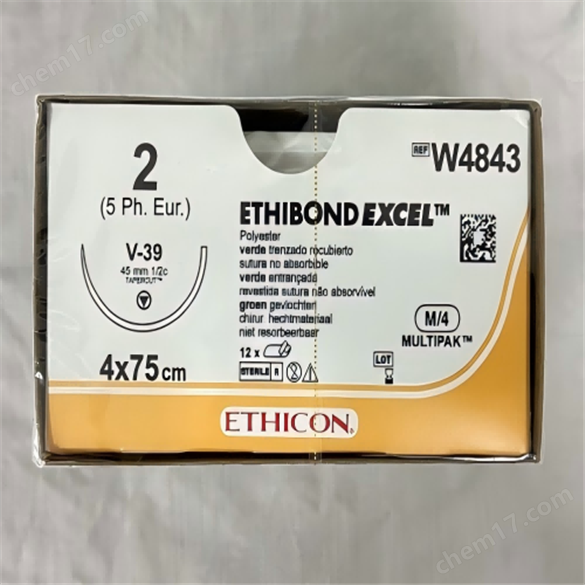 chem17.com
2
(5 Ph. Eur.)
V-39
45 mm 1/2c
TAPERCUT™
4x75cm
ETHIBOND EXCEL™
Polyester
verde trenzado recubierto
sutura no absorbible
verde entrançada
revestida sutura não absorvível
groen gevlochten
chirur hechtmateriaal
niet resorbeerbaar
12 x
STERILE R
REF W4843
M/4
MULTIPAK™
LOT
ETHICON
chem17.com